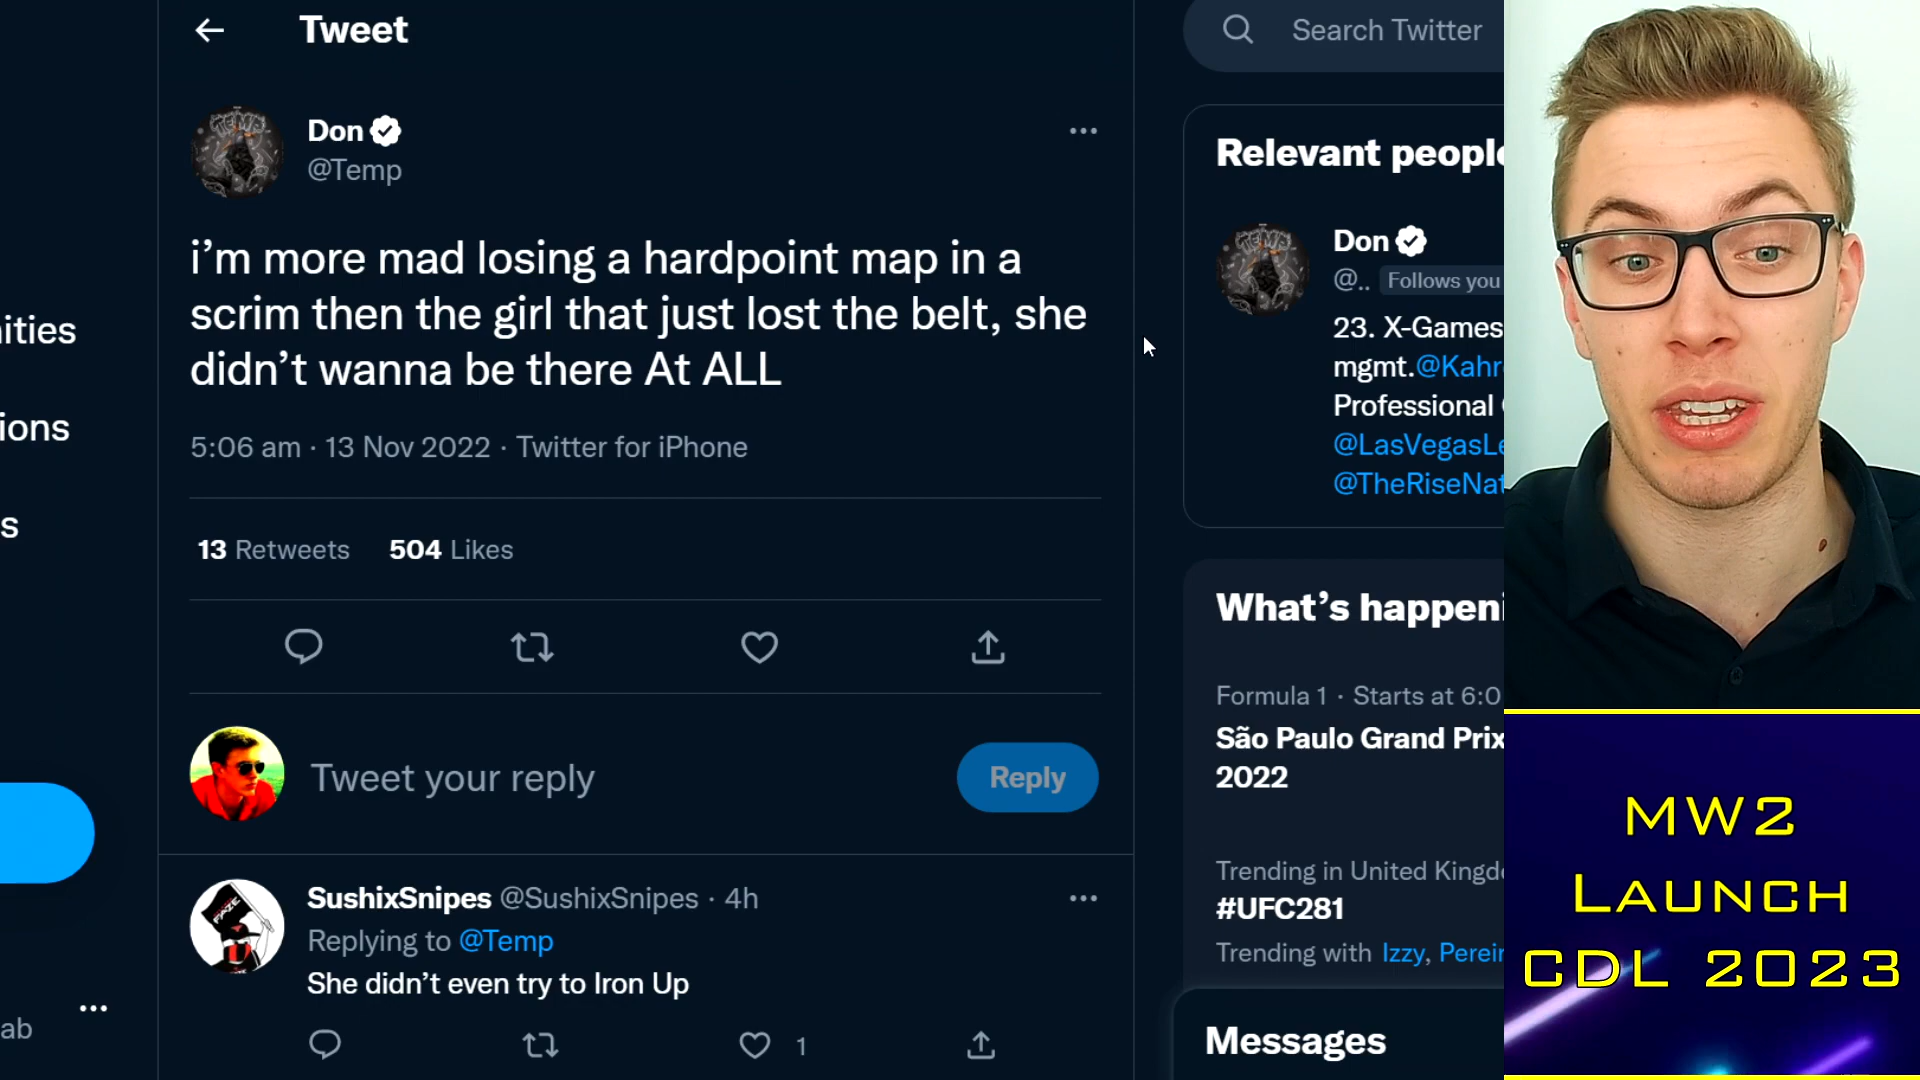 Tweet
Search Twitter
Don
@Temp
i’m more mad losing a hardpoint map in a
scrim then the girl that just lost the belt, she
didn’t wanna be there At ALL
5:06 am · 13 Nov 2022 · Twitter for iPhone
13 Retweets 504 Likes
Tweet your reply
Reply
SushixSnipes @SushixSnipes · 4h
Replying to @Temp
She didn’t even try to Iron Up
1
ities
ions
s
ab
Relevant people
Don
@.. Follows you
23. X-Games
mgmt.@Kahr
Professional
@LasVegasLe
@TheRiseNat
What’s happeni
Formula 1 · Starts at 6:0
São Paulo Grand Prix
2022
Trending in United Kingdo
#UFC281
Trending with Izzy, Pereir
Messages
MW2
Launch
CDL 2023